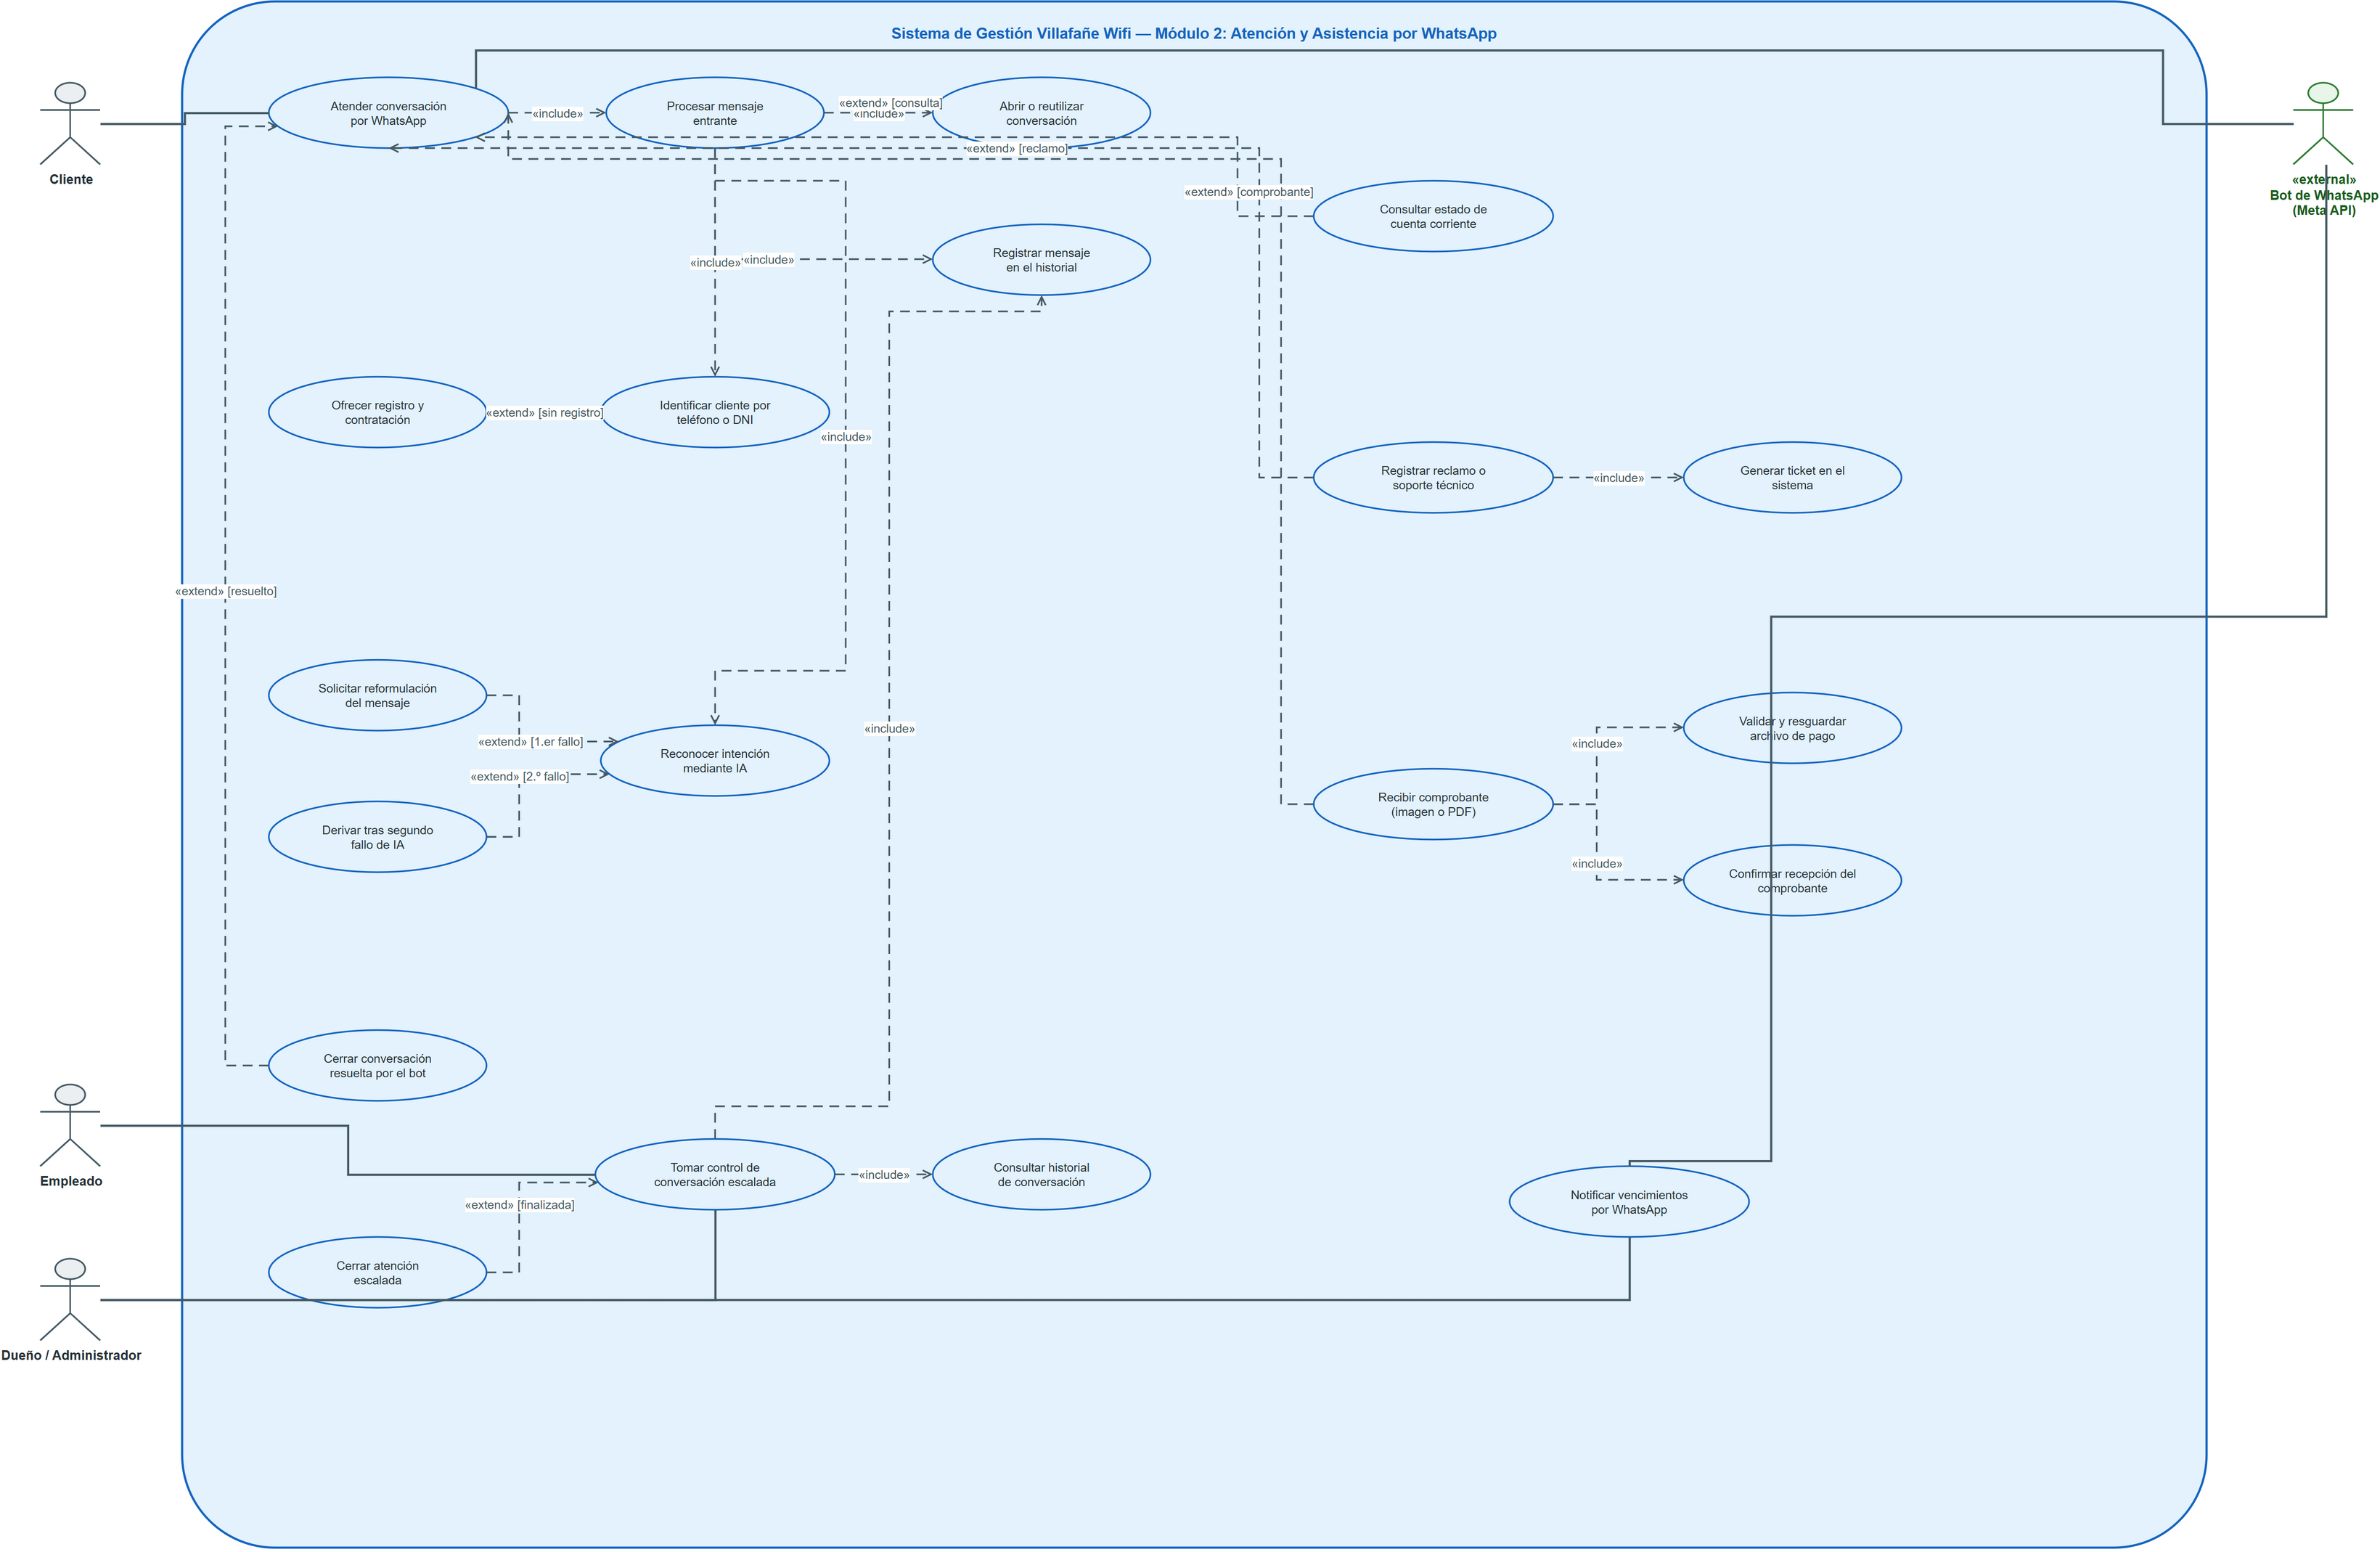 Sistema de Gestión Villafañe Wifi — Módulo 2: Atención y Asistencia por WhatsApp
Cliente
Atender conversación
por WhatsApp
«include»
Procesar mensaje
entrante
«extend» [consulta]
«include»
Abrir o reutilizar
conversación
«extend» [reclamo]
«external»
Bot de WhatsApp
(Meta API)
«extend» [comprobante]
Consultar estado de
cuenta corriente
«include»
«include»
Registrar mensaje
en el historial
Ofrecer registro y
contratación
«extend» [sin registro]
Identificar cliente por
teléfono o DNI
«include»
Registrar reclamo o
soporte técnico
«include»
Generar ticket en el
sistema
«extend» [resuelto]
Solicitar reformulación
del mensaje
«extend» [1.er fallo]
Reconocer intención
mediante IA
«extend» [2.º fallo]
Derivar tras segundo
fallo de IA
«include»
Validar y resguardar
archivo de pago
«include»
Recibir comprobante
(imagen o PDF)
«include»
Confirmar recepción del
comprobante
Cerrar conversación
resuelta por el bot
Empleado
Tomar control de
conversación escalada
«include»
Consultar historial
de conversación
Notificar vencimientos
por WhatsApp
«extend» [finalizada]
Cerrar atención
escalada
Dueño / Administrador